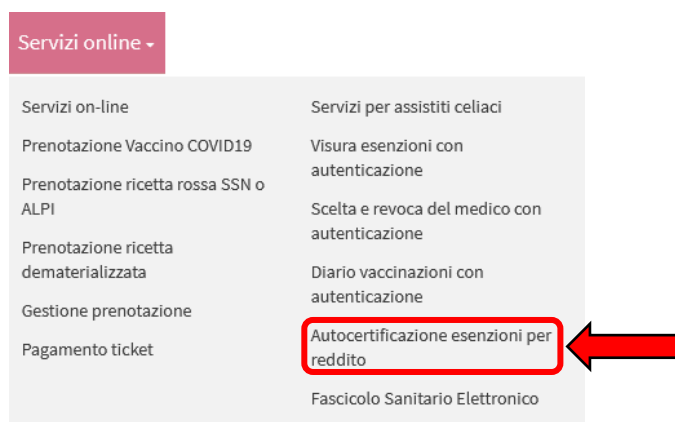 Servizi online
Servizi on-line
Prenotazione Vaccino COVID19
Prenotazione ricetta rossa SSN o
ALPI
Prenotazione ricetta
dematerializzata
Gestione prenotazione
Pagamento ticket
Servizi per assistiti celiaci
Visura esenzioni con
autenticazione
Scelta e revoca del medico con
autenticazione
Diario vaccinazioni con
autenticazione
Autocertificazione esenzioni per
reddito
Fascicolo Sanitario Elettronico